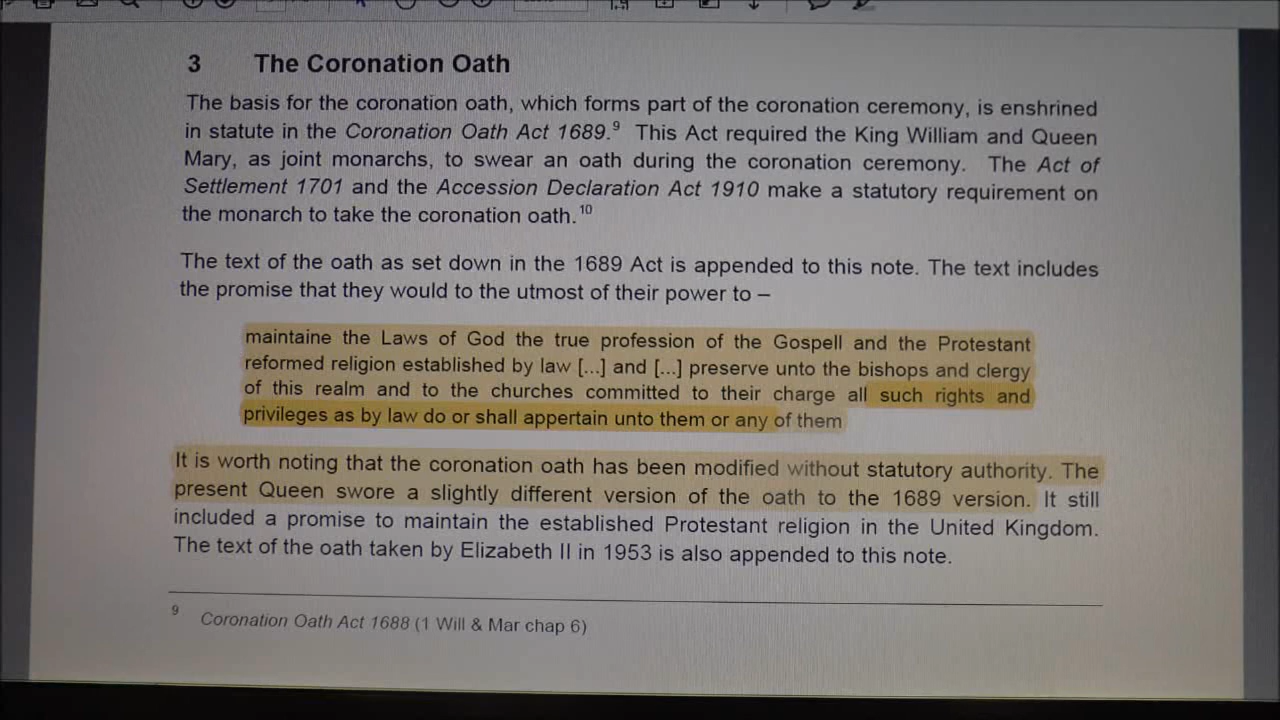 3 The Coronation Oath
The basis for the coronation oath, which forms part of the coronation ceremony, is enshrined
in statute in the Coronation Oath Act 1689.9 This Act required the King William and Queen
Mary, as joint monarchs, to swear an oath during the coronation ceremony. The Act of
Settlement 1701 and the Accession Declaration Act 1910 make a statutory requirement on
the monarch to take the coronation oath.10
The text of the oath as set down in the 1689 Act is appended to this note. The text includes
the promise that they would to the utmost of their power to –
maintaine the Laws of God the true profession of the Gospell and the Protestant
reformed religion established by law [...] and [...] preserve unto the bishops and clergy
of this realm and to the churches committed to their charge all such rights and
privileges as by law do or shall appertain unto them or any of them
It is worth noting that the coronation oath has been modified without statutory authority. The
present Queen swore a slightly different version of the oath to the 1689 version. It still
included a promise to maintain the established Protestant religion in the United Kingdom.
The text of the oath taken by Elizabeth II in 1953 is also appended to this note.
9 Coronation Oath Act 1688 (1 Will & Mar chap 6)